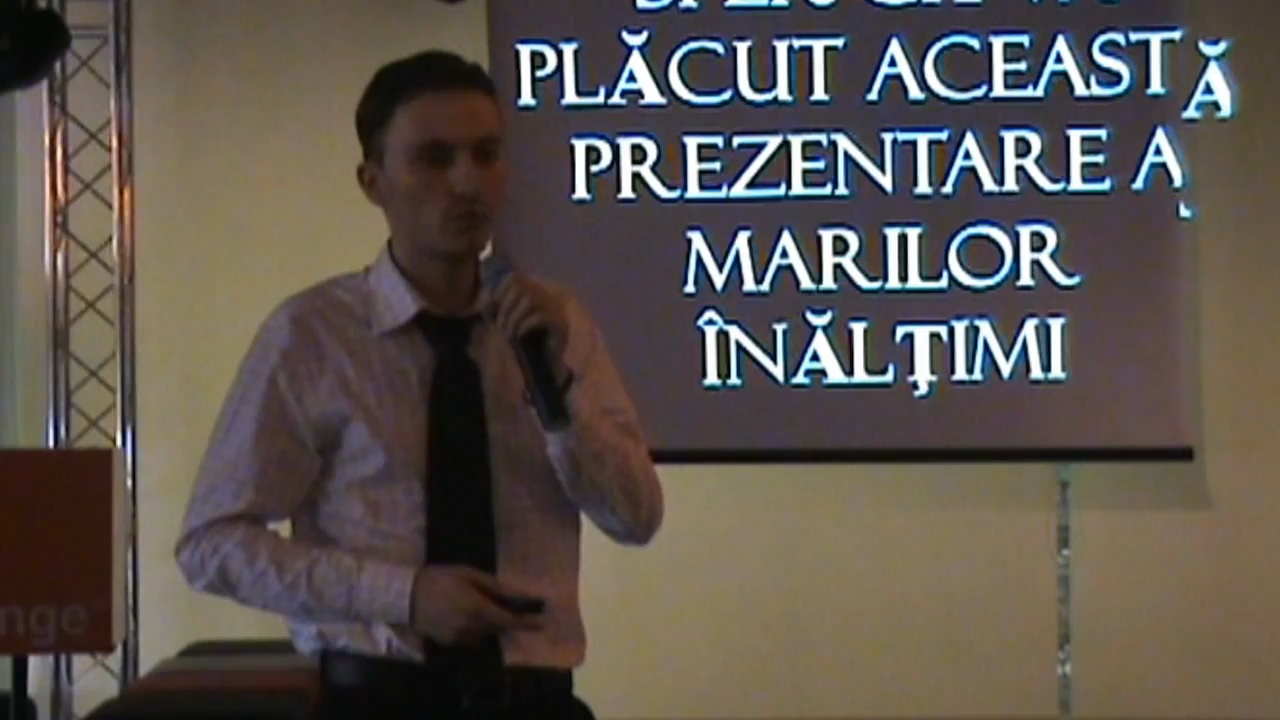 PLĂCUT ACEASTĂ
PREZENTARE A
MARILOR
ÎNĂLŢIMI
nge